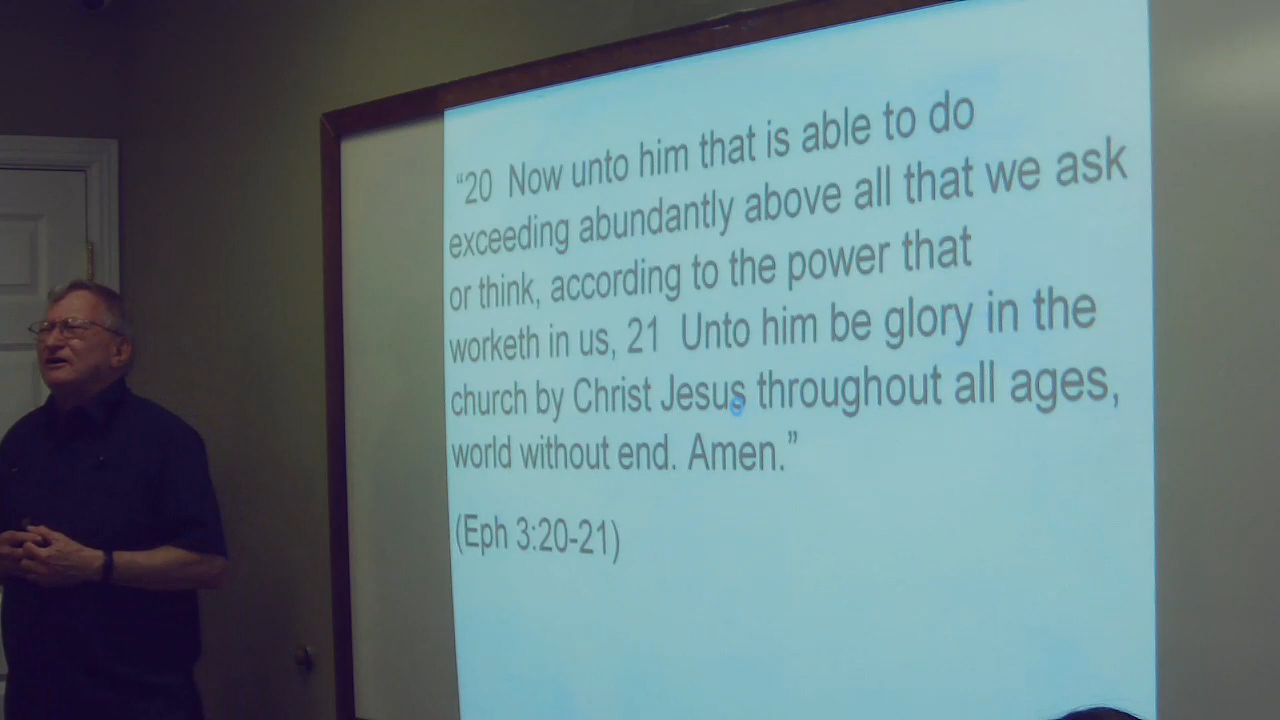 “20 Now unto him that is able to do
exceeding abundantly above all that we ask
or think, according to the power that
worketh in us, 21 Unto him be glory in the
church by Christ Jesus throughout all ages,
world without end. Amen.”
(Eph 3:20-21)